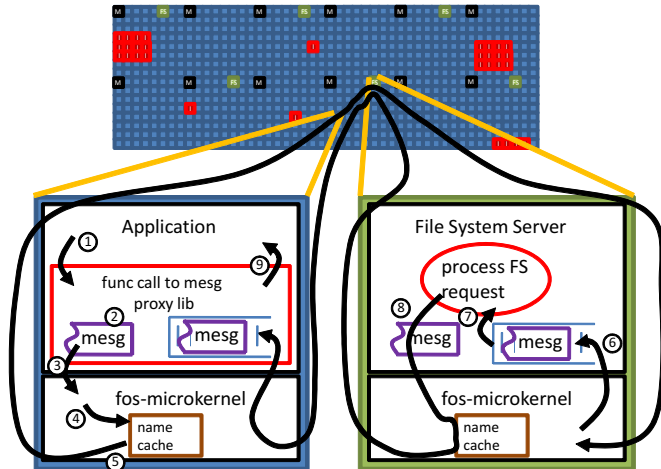 M FS M M FS M M FS M
M M FS M M FS M M FS
Application
File System Server
1
9
func call to mesg
proxy lib
process FS
request
2
mesg
mesg
8
mesg
7
mesg
6
3
fos-microkernel
fos-microkernel
4
name
cache
name
cache
5